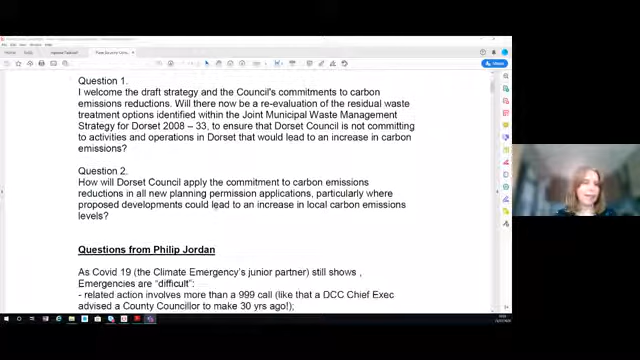 Question 1.
I welcome the draft strategy and the Council's commitments to carbon
emissions reductions. Will there now be a re-evaluation of the residual waste
treatment options identified within the Joint Municipal Waste Management
Strategy for Dorset 2008 – 33, to ensure that Dorset Council is not committing
to activities and operations in Dorset that would lead to an increase in carbon
emissions?
Question 2.
How will Dorset Council apply the commitment to carbon emissions
reductions in all new planning permission applications, particularly where
proposed developments could lead to an increase in local carbon emissions
levels?
Questions from Philip Jordan
As Covid 19 (the Climate Emergency's junior partner) still shows ,
Emergencies are “difficult”:
- related action involves more than a 999 call (like that a DCC Chief Exec
advised a County Councillor to make 30 yrs ago!);